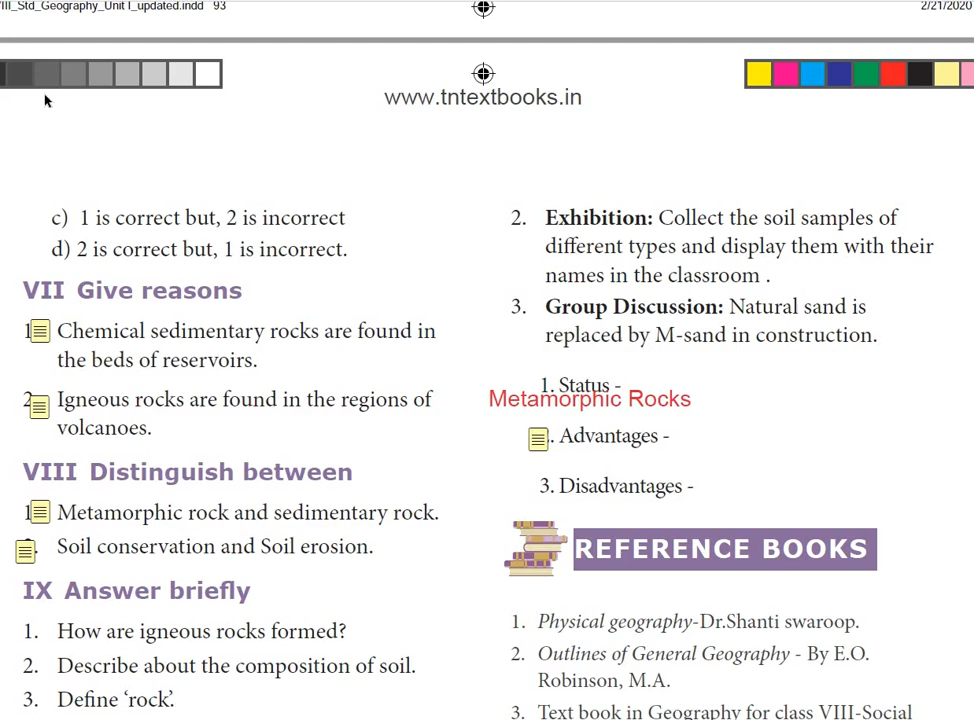 III_Std_Geography_Unit I_updated.indd 93
2/21/2020
www.tntextbooks.in
c) 1 is correct but, 2 is incorrect
d) 2 is correct but, 1 is incorrect.
VII Give reasons
1 Chemical sedimentary rocks are found in
the beds of reservoirs.
2 Igneous rocks are found in the regions of
volcanoes.
VIII Distinguish between
1 Metamorphic rock and sedimentary rock.
. Soil conservation and Soil erosion.
IX Answer briefly
1. How are igneous rocks formed?
2. Describe about the composition of soil.
3. Define ‘rock’.
2. Exhibition: Collect the soil samples of
different types and display them with their
names in the classroom .
3. Group Discussion: Natural sand is
replaced by M-sand in construction.
1. Status -
Metamorphic Rocks
. Advantages -
3. Disadvantages -
REFERENCE BOOKS
1. Physical geography-Dr.Shanti swaroop.
2. Outlines of General Geography - By E.O.
Robinson, M.A.
3. Text book in Geography for class VIII-Social